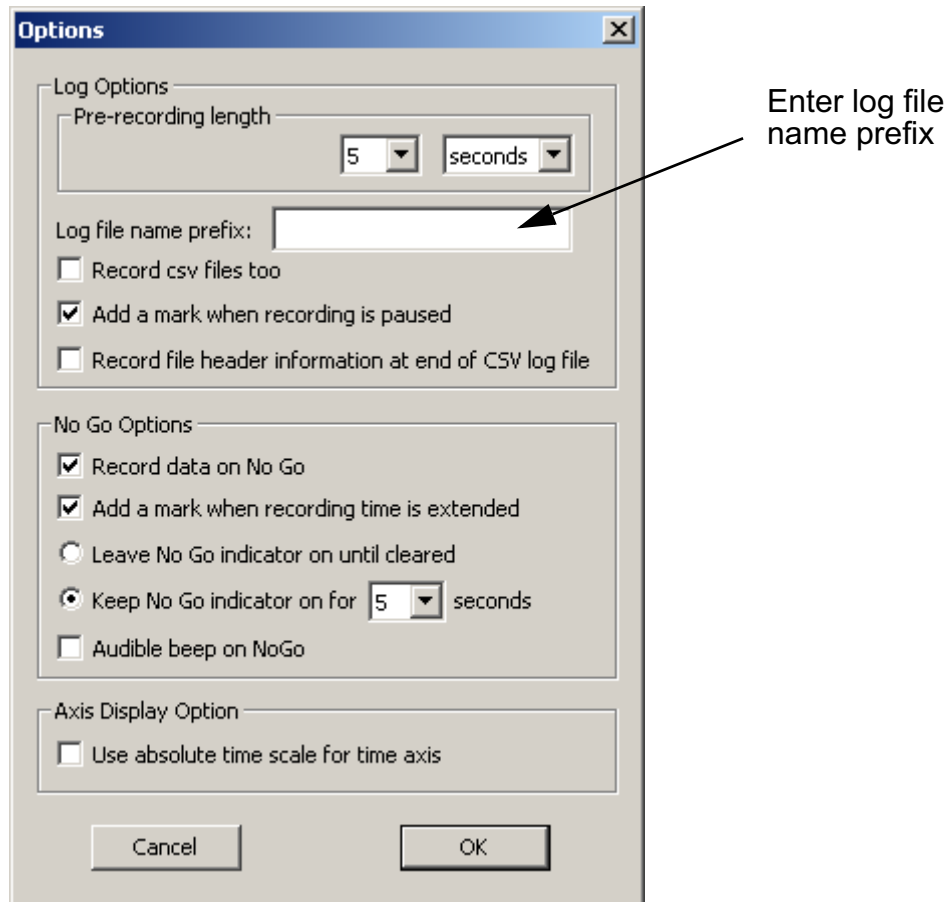 Options
Log Options
Pre-recording length
5 seconds
Enter log file
name prefix
Log file name prefix:
Record csv files too
Add a mark when recording is paused
Record file header information at end of CSV log file
No Go Options
Record data on No Go
Add a mark when recording time is extended
Leave No Go indicator on until cleared
Keep No Go indicator on for 5 seconds
Audible beep on NoGo
Axis Display Option
Use absolute time scale for time axis
Cancel OK